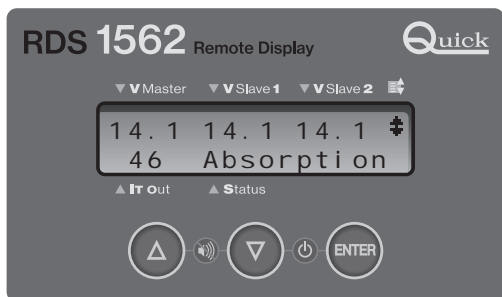 RDS 1562 Remote Display Quick
V Master V Slave 1 V Slave 2
14.1 14.1 14.1
46 Absorption
IT Out Status
ENTER